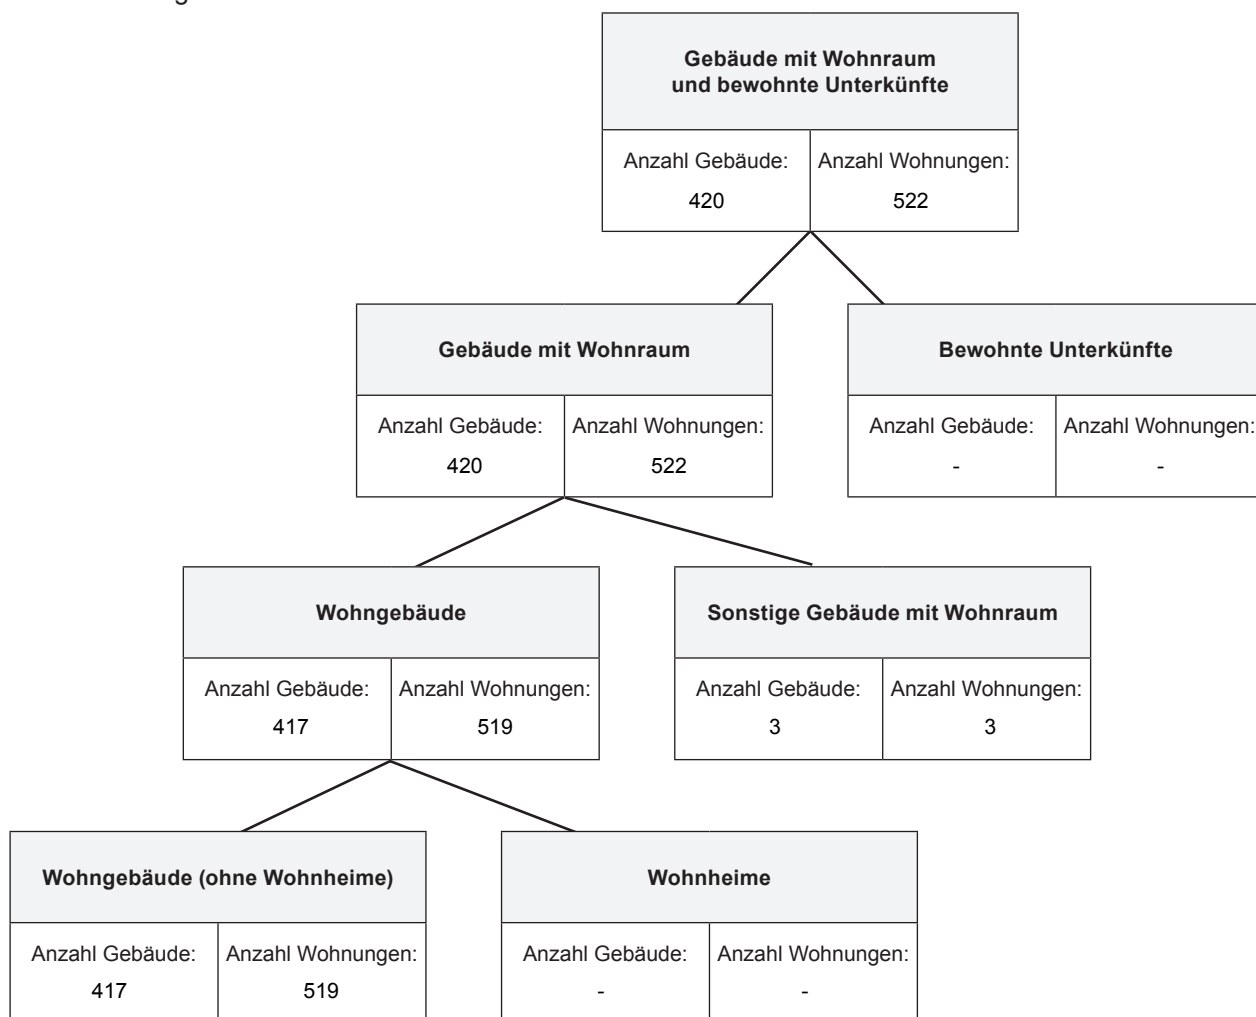 Gebäude mit Wohnraum
und bewohnte Unterkünfte
Anzahl Gebäude: Anzahl Wohnungen:
420 522
Gebäude mit Wohnraum Bewohnte Unterkünfte
Anzahl Gebäude: Anzahl Wohnungen: Anzahl Gebäude: Anzahl Wohnungen:
420 522 - -
Wohngebäude Sonstige Gebäude mit Wohnraum
Anzahl Gebäude: Anzahl Wohnungen: Anzahl Gebäude: Anzahl Wohnungen:
417 519 3 3
Wohngebäude (ohne Wohnheime) Wohnheime
Anzahl Gebäude: Anzahl Wohnungen: Anzahl Gebäude: Anzahl Wohnungen:
417 519 - -